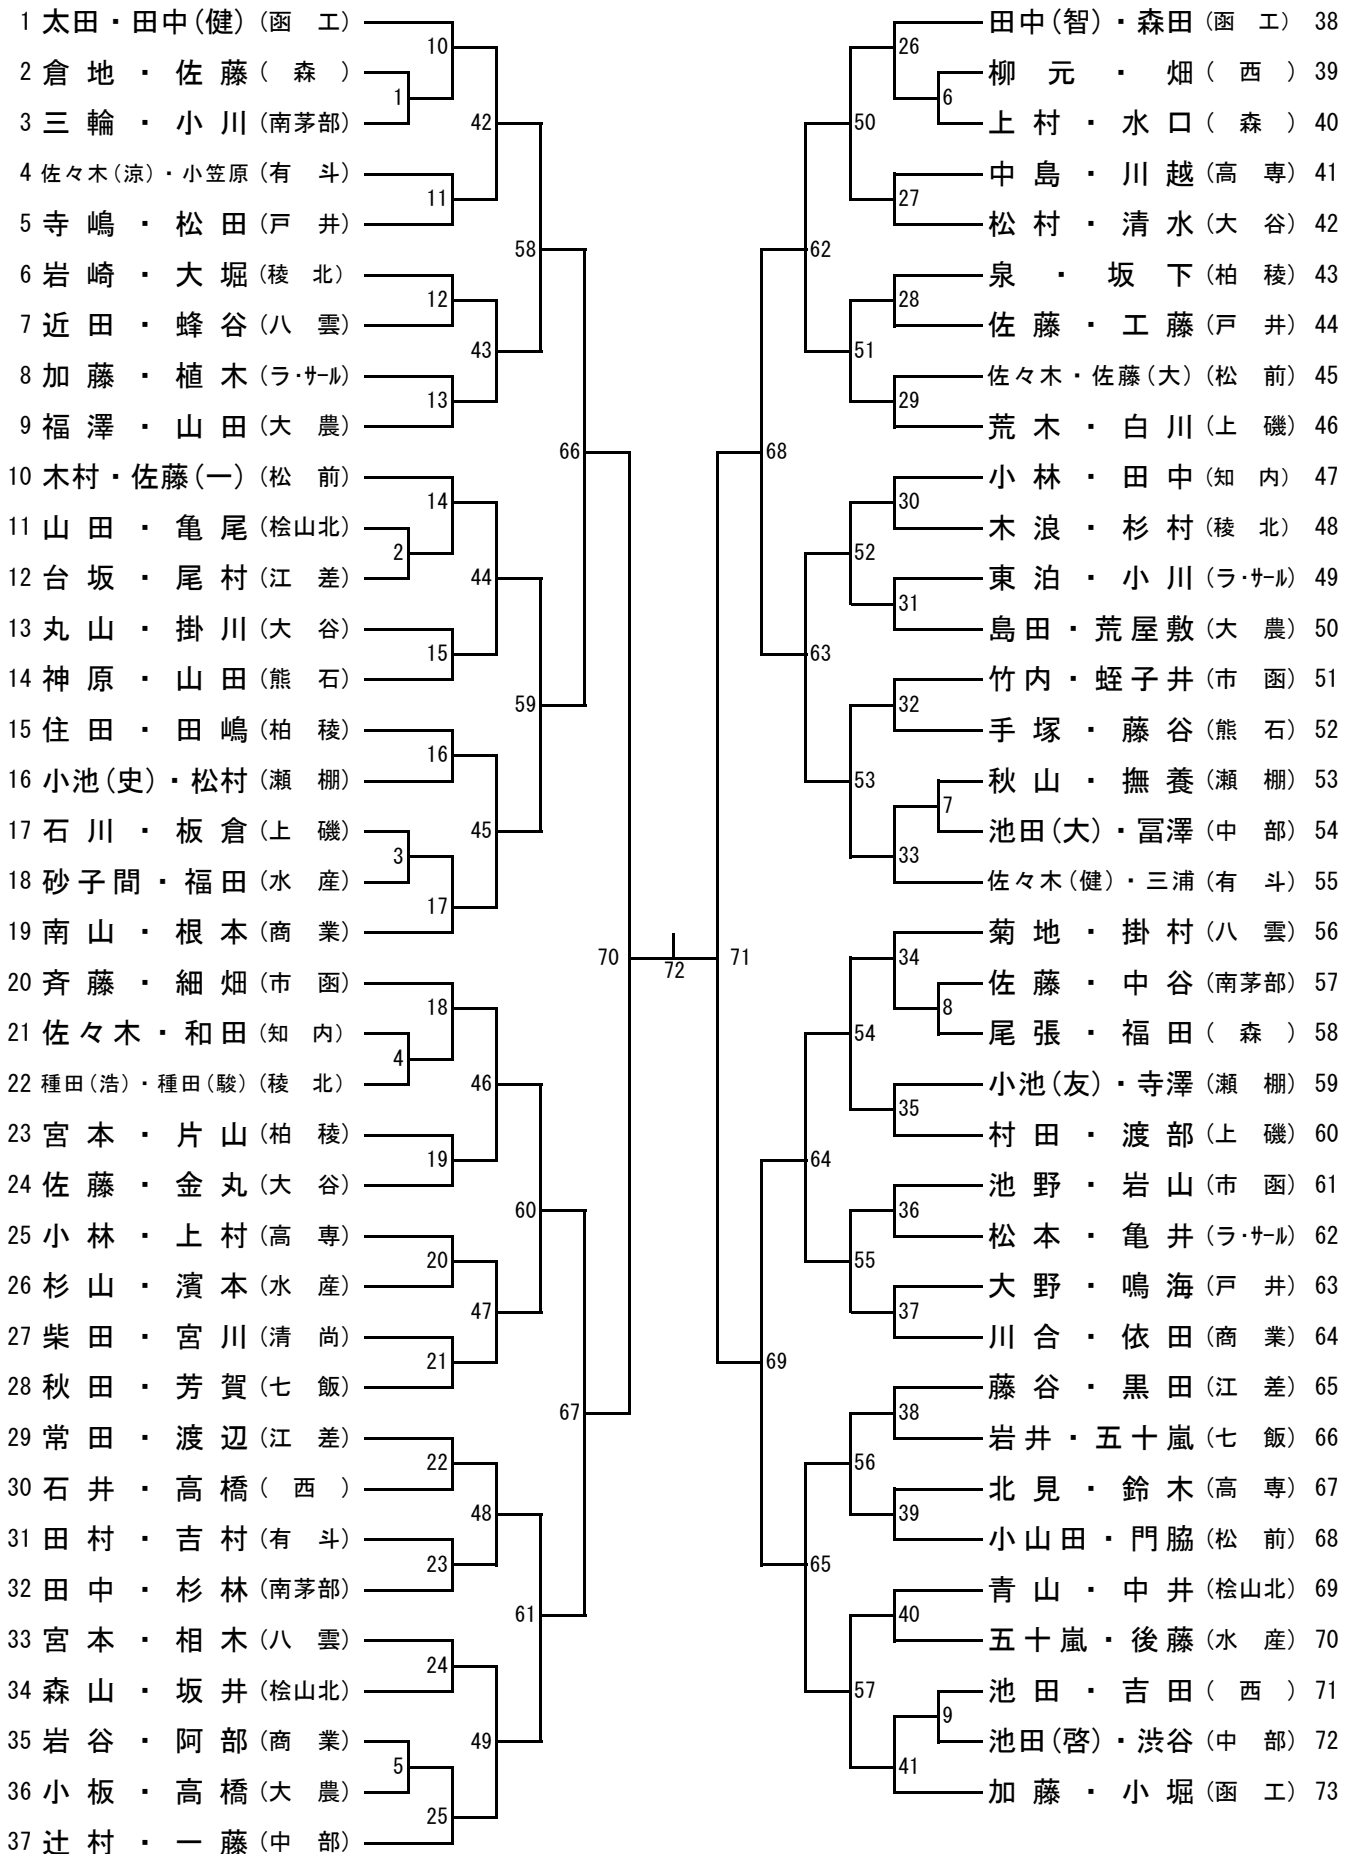 1 太田・田中(健) (函 工)
2 倉地・佐藤 (森)
3 三輪・小川 (南茅部)
4 佐々木(涼)・小笠原 (有 斗)
5 寺嶋・松田 (戸 井)
6 岩崎・大堀 (稜 北)
7 近田・蜂谷 (八 雲)
8 加藤・植木 (ラ・サール)
9 福澤・山田 (大 農)
10 木村・佐藤(一) (松 前)
11 山田・亀尾 (桧山北)
12 台坂・尾村 (江 差)
13 丸山・掛川 (大 谷)
14 神原・山田 (熊 石)
15 住田・田嶋 (柏 稜)
16 小池(史)・松村 (瀬 棚)
17 石川・板倉 (上 磯)
18 砂子間・福田 (水 産)
19 南山・根本 (商 業)
20 斉藤・細畑 (市 函)
21 佐々木・和田 (知 内)
22 種田(浩)・種田(駿) (稜 北)
23 宮本・片山 (柏 稜)
24 佐藤・金丸 (大 谷)
25 小林・上村 (高 専)
26 杉山・濱本 (水 産)
27 柴田・宮川 (清 尚)
28 秋田・芳賀 (七 飯)
29 常田・渡辺 (江 差)
30 石井・高橋 (西)
31 田村・吉村 (有 斗)
32 田中・杉林 (南茅部)
33 宮本・相木 (八 雲)
34 森山・坂井 (桧山北)
35 岩谷・阿部 (商 業)
36 小板・高橋 (大 農)
37 辻村・一藤 (中 部)
1
2
3
4
5
10
11
12
13
14
15
16
17
18
19
20
21
22
23
24
25
42
43
44
45
46
47
48
49
58
59
60
61
66
67
70
72
71
68
69
62
63
64
65
50
51
52
53
54
55
56
57
26
27
28
29
30
31
32
33
34
35
36
37
38
39
40
41
6
7
8
9
田中(智)・森田 (函 工) 38
柳元・畑 (西) 39
上村・水口 (森) 40
中島・川越 (高 専) 41
松村・清水 (大 谷) 42
泉・坂下 (柏 稜) 43
佐藤・工藤 (戸 井) 44
佐々木・佐藤(大) (松 前) 45
荒木・白川 (上 磯) 46
小林・田中 (知 内) 47
木浪・杉村 (稜 北) 48
東泊・小川 (ラ・サール) 49
島田・荒屋敷 (大 農) 50
竹内・蛭子井 (市 函) 51
手塚・藤谷 (熊 石) 52
秋山・撫養 (瀬 棚) 53
池田(大)・冨澤 (中 部) 54
佐々木(健)・三浦 (有 斗) 55
菊地・掛村 (八 雲) 56
佐藤・中谷 (南茅部) 57
尾張・福田 (森) 58
小池(友)・寺澤 (瀬 棚) 59
村田・渡部 (上 磯) 60
池野・岩山 (市 函) 61
松本・亀井 (ラ・サール) 62
大野・鳴海 (戸 井) 63
川合・依田 (商 業) 64
藤谷・黒田 (江 差) 65
岩井・五十嵐 (七 飯) 66
北見・鈴木 (高 専) 67
小山田・門脇 (松 前) 68
青山・中井 (桧山北) 69
五十嵐・後藤 (水 産) 70
池田・吉田 (西) 71
池田(啓)・渋谷 (中 部) 72
加藤・小堀 (函 工) 73